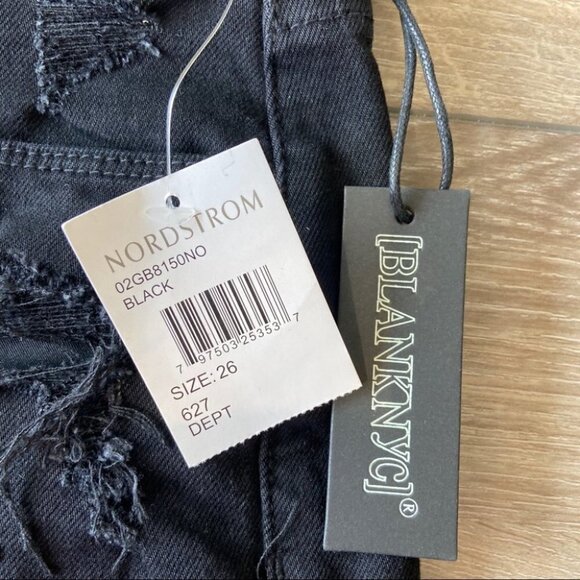 NORDSTROM
02GB8150NO
BLACK
7 97503 25353 7
SIZE: 26
627
DEPT
[BLANKNYC]®